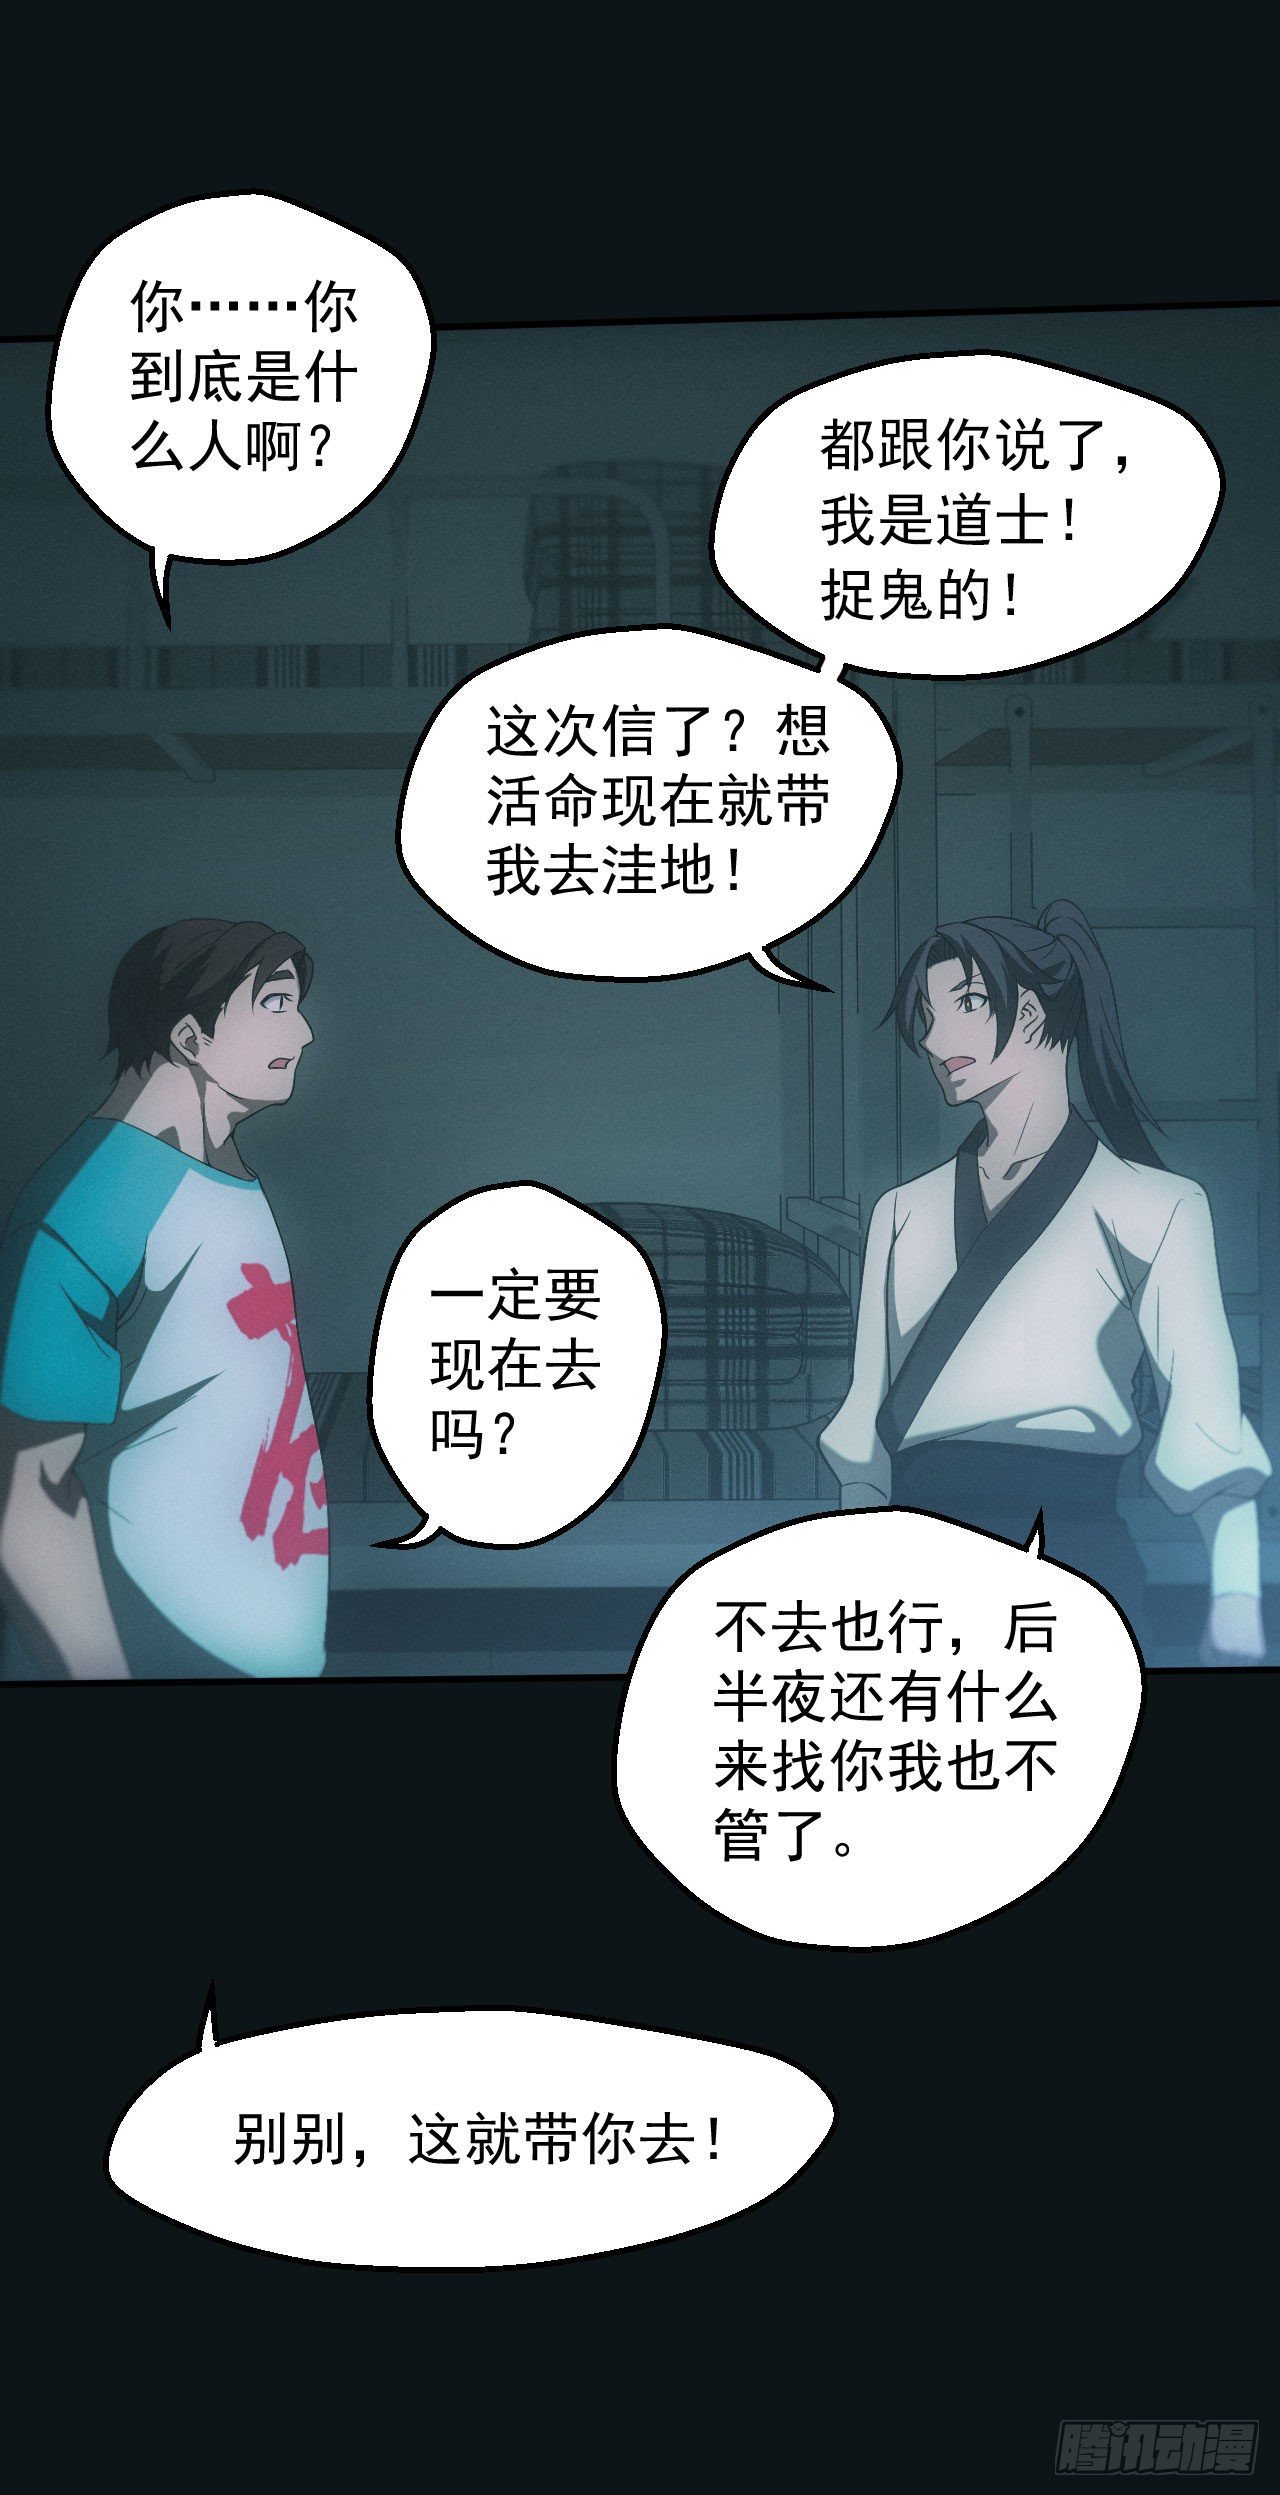 你……你
到底是什
么人啊？
都跟你说了，
我是道士！
捉鬼的！
这次信了？想
活命现在就带
我去洼地！
一定要
现在去
吗？
不去也行，后
半夜还有什么
来找你我也不
管了。
别别，这就带你去！
腾讯动漫